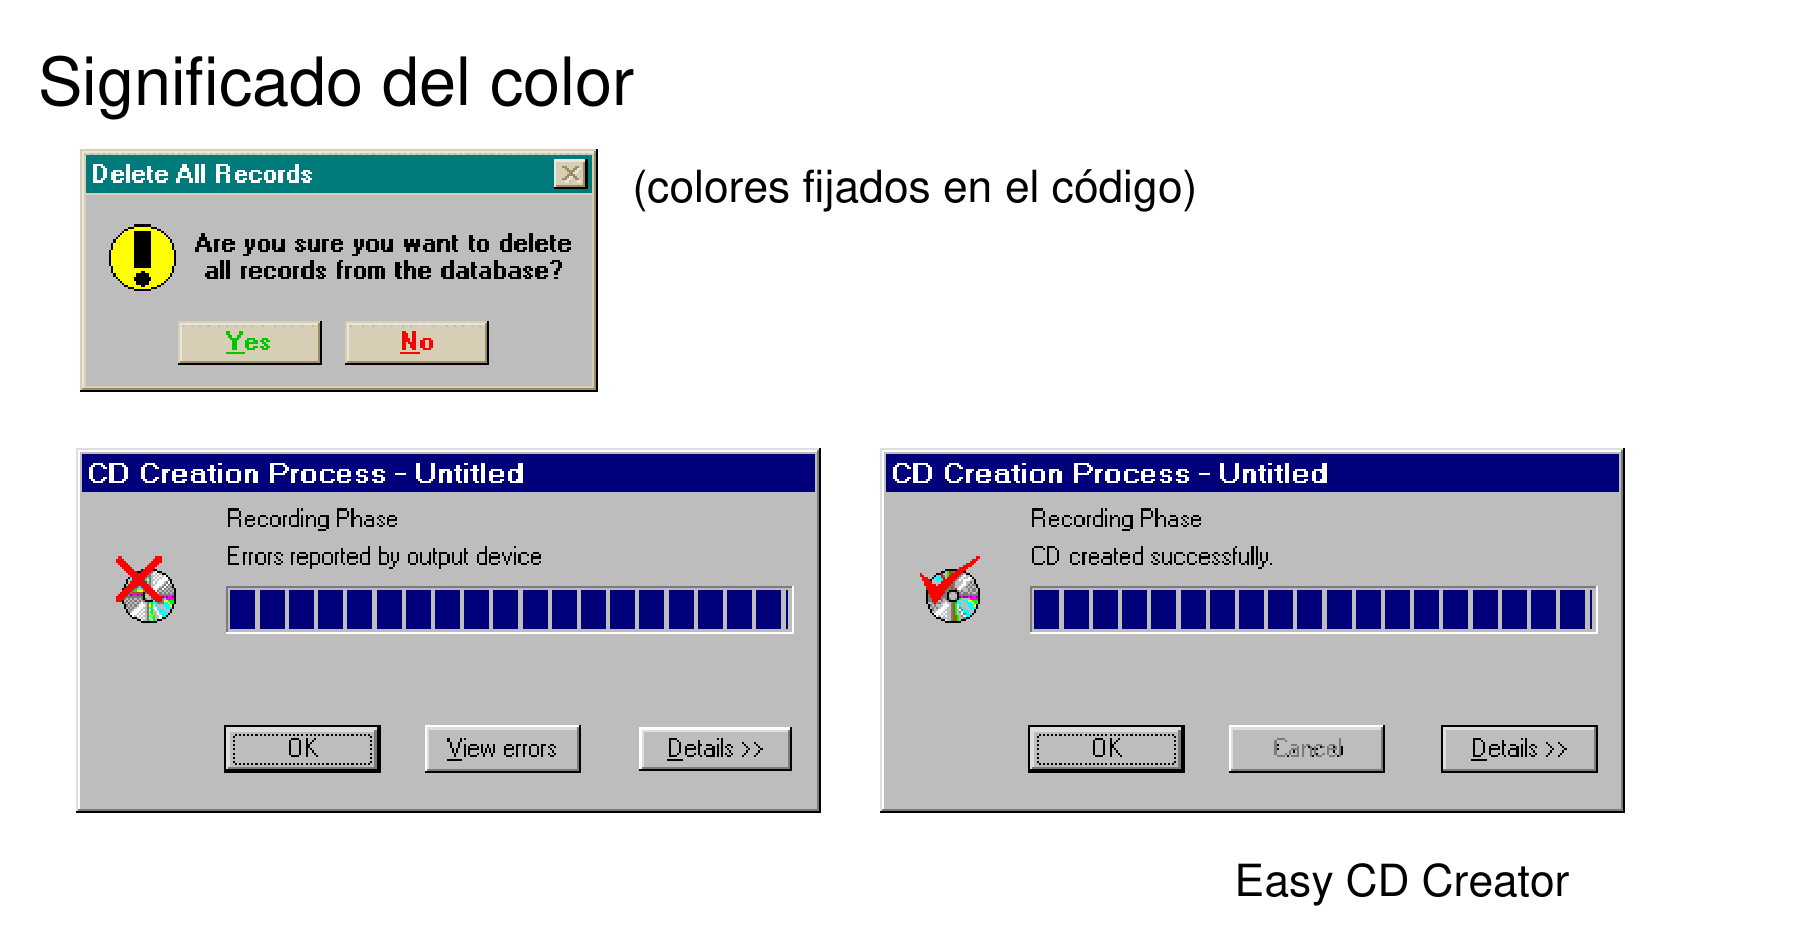 Significado del color
Delete All Records
(colores fijados en el código)
Are you sure you want to delete
all records from the database?
Yes
No
CD Creation Process - Untitled
Recording Phase
Errors reported by output device
OK
View errors
Details >>
CD Creation Process - Untitled
Recording Phase
CD created successfully.
OK
Cancel
Details >>
Easy CD Creator